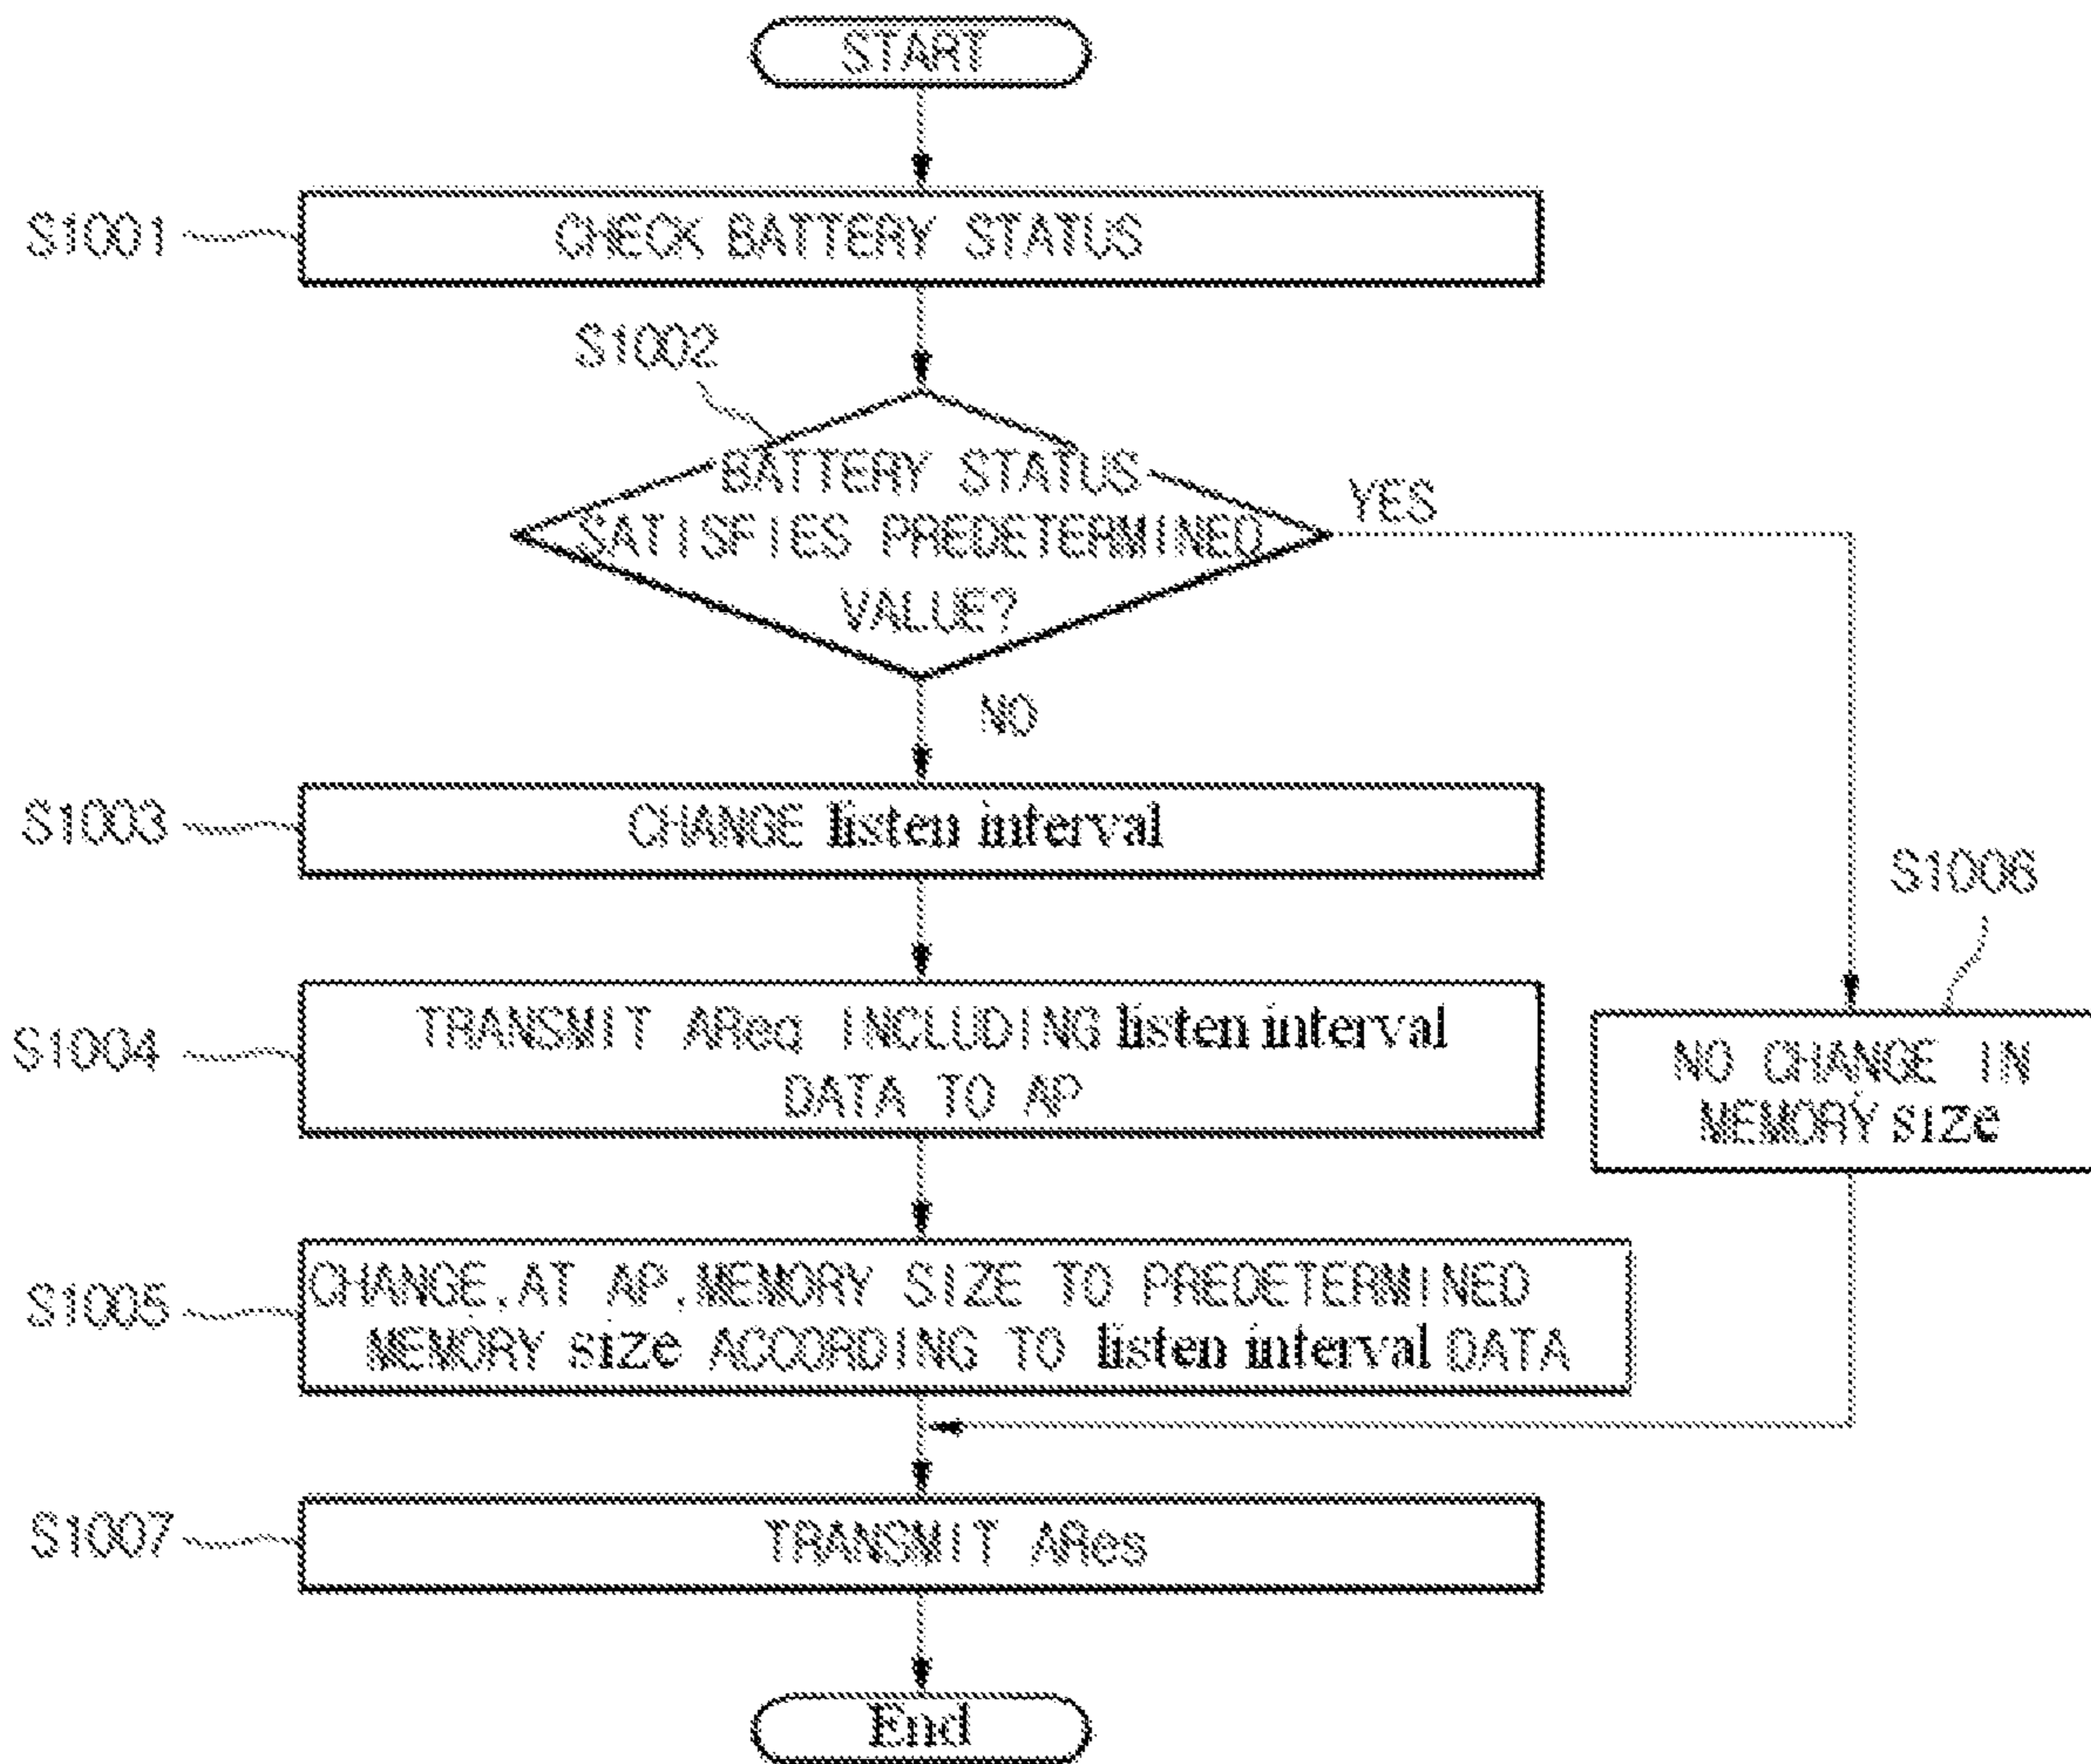 START
S1001
CHECK BATTERY STATUS
S1002
BATTERY STATUS
SATISFIES PREDETERMINED
VALUE?
YES
NO
S1003
CHANGE listen interval
S1006
S1004
TRANSMIT AReq INCLUDING listen interval
DATA TO AP
NO CHANGE IN
MEMORY size
S1005
CHANGE,AT AP,MEMORY SIZE TO PREDETERMINED
MEMORY size ACCORDING TO listen interval DATA
S1007
TRANSMIT ARes
End